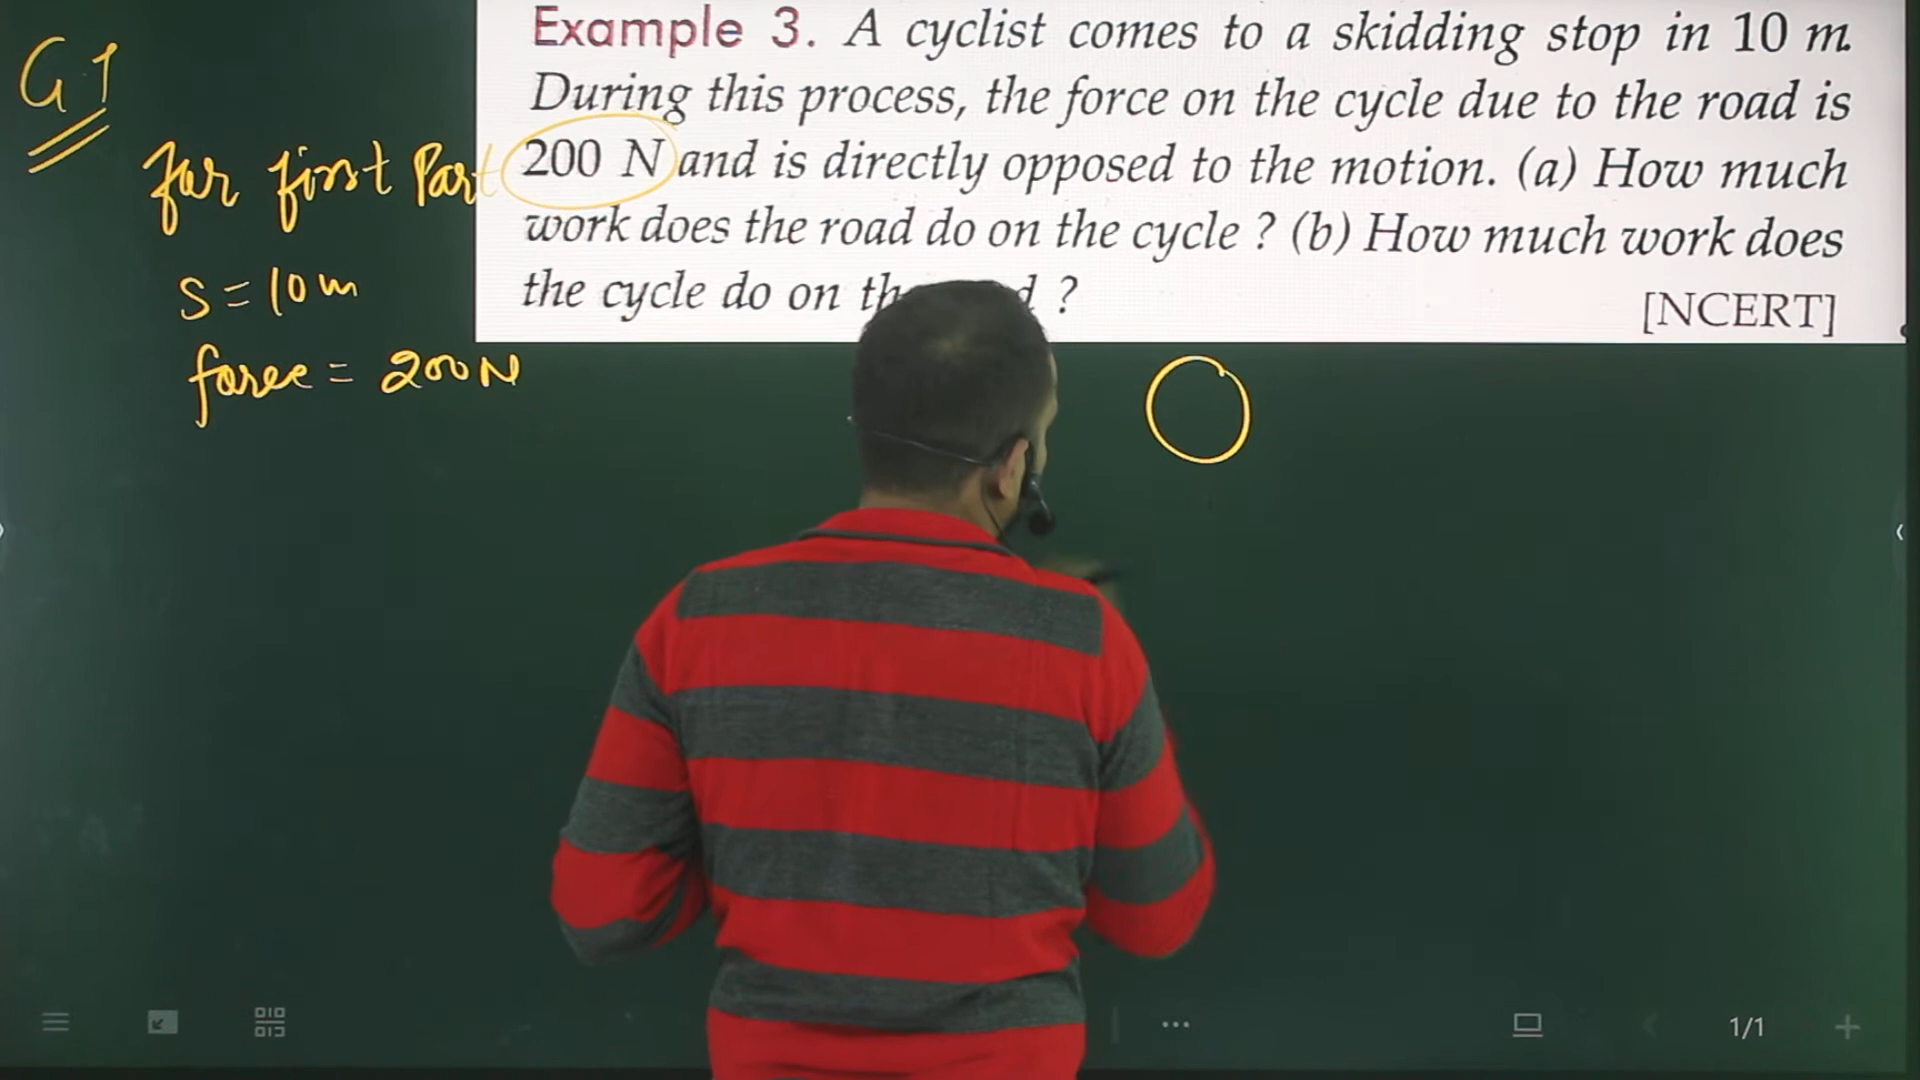 G1
Example 3. A cyclist comes to a skidding stop in 10 m.
During this process, the force on the cycle due to the road is
200 N and is directly opposed to the motion. (a) How much
work does the road do on the cycle ? (b) How much work does
the cycle do on the d ?
[NCERT]
for first Part
S = 10 m
force = 200 N
1/1